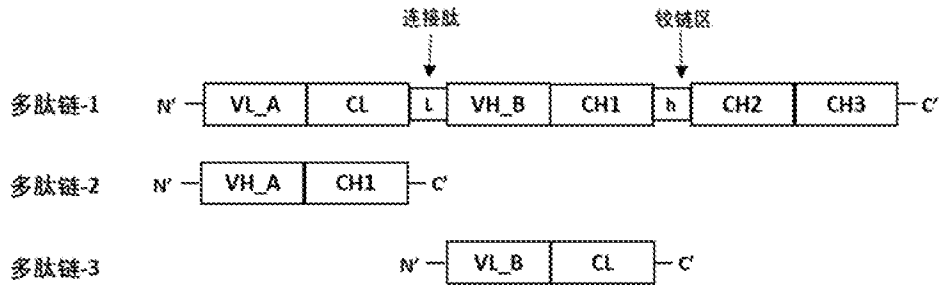 连接肽 铰链区
多肽链-1 N' VL_A CL L VH_B CH1 h CH2 CH3 C'
多肽链-2 N' VH_A CH1 C'
多肽链-3 N' VL_B CL C'